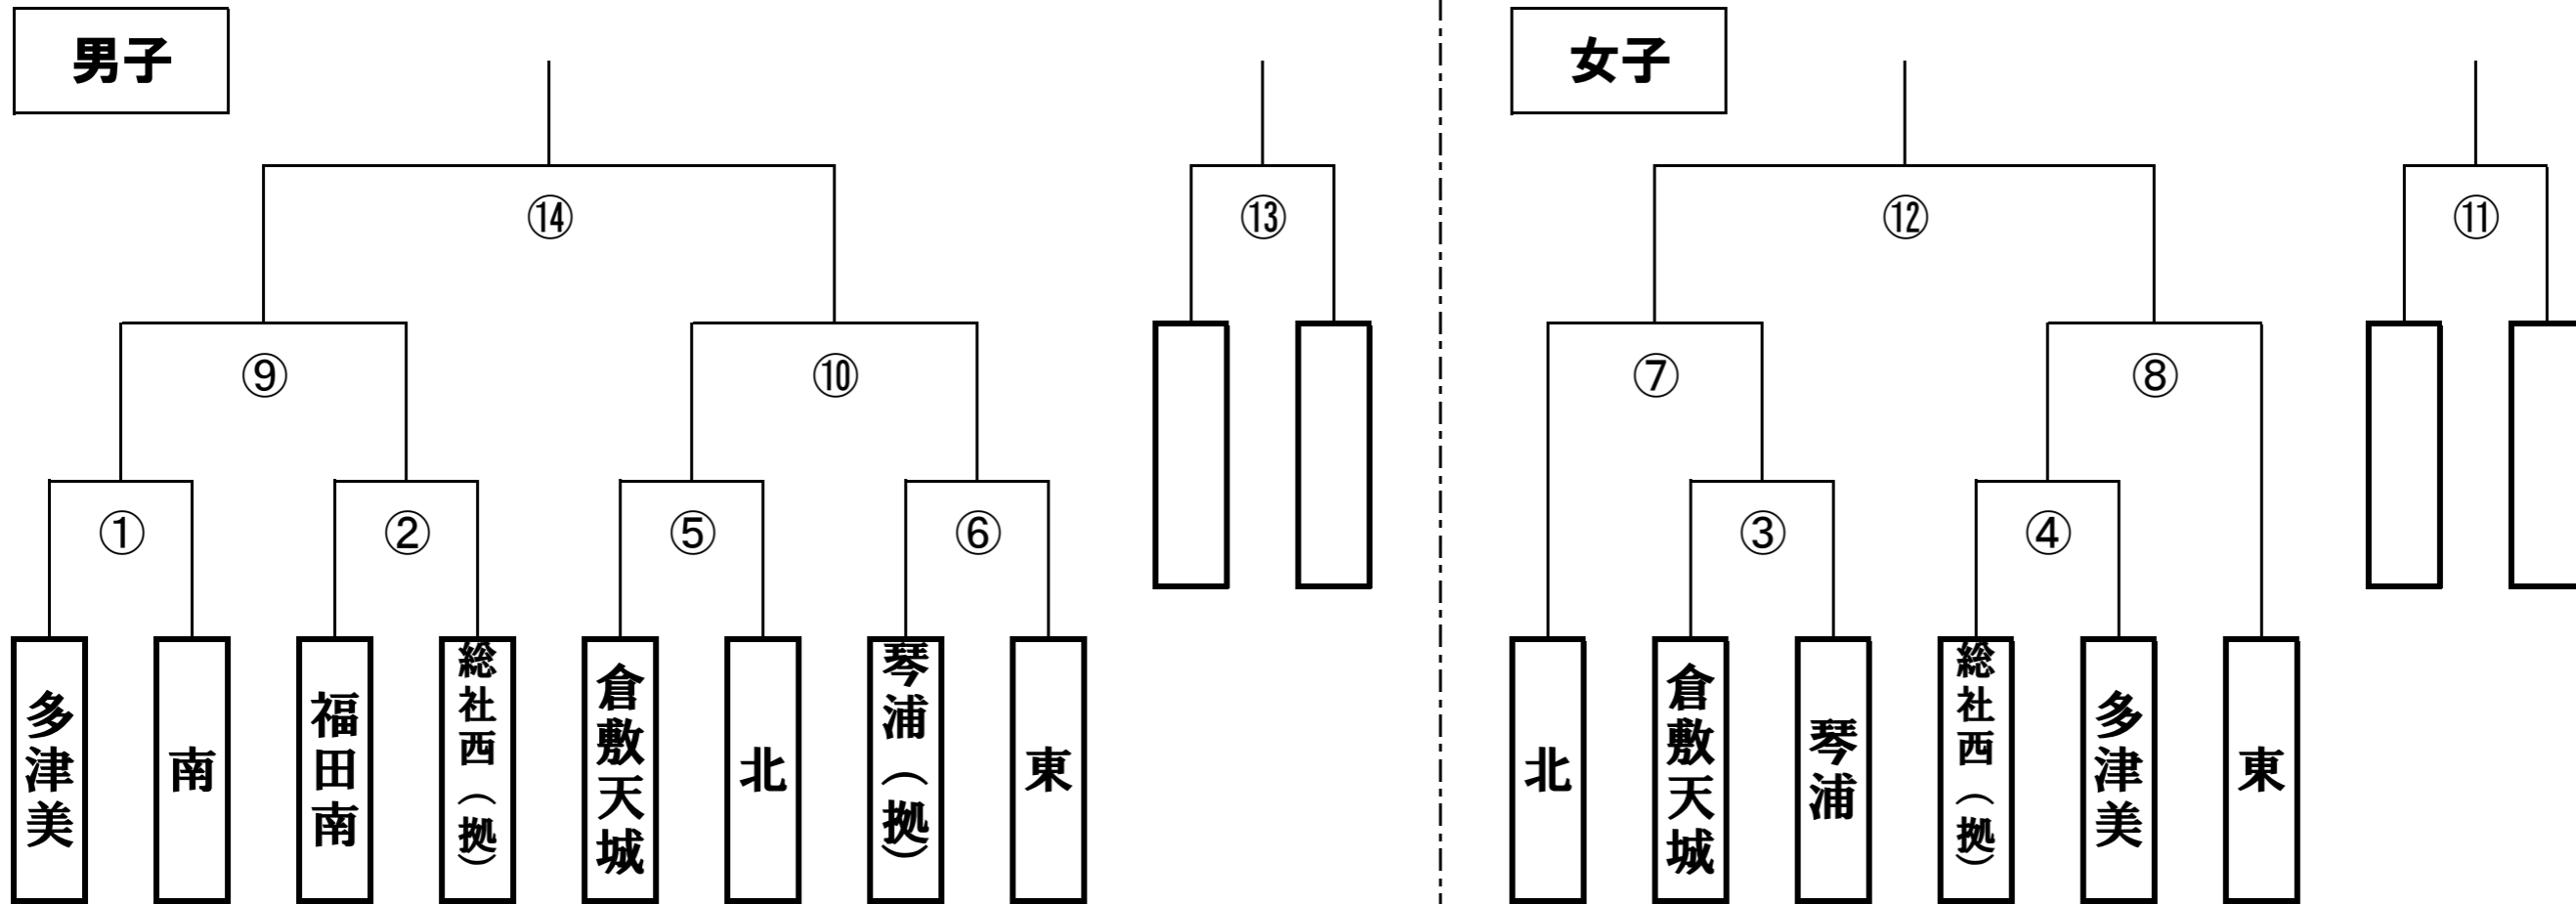 男子
⑭
⑬
⑨
⑩
①
②
⑤
⑥
多津美
南
福田南
総社西（拠）
倉敷天城
北
琴浦（拠）
東
女子
⑫
⑪
⑦
⑧
③
④
北
倉敷天城
琴浦
総社西（拠）
多津美
東